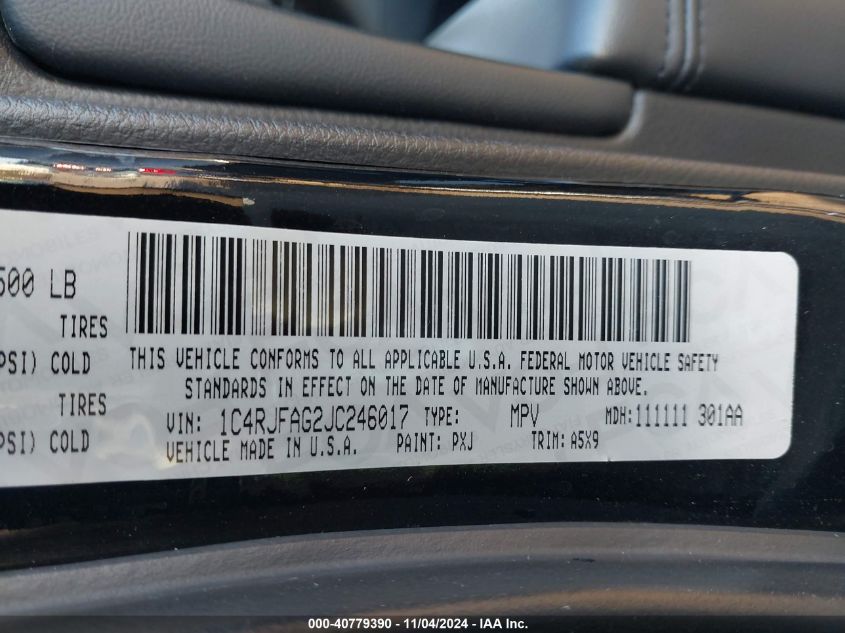 500 LB
TIRES
PSI) COLD
TIRES
PSI) COLD
THIS VEHICLE CONFORMS TO ALL APPLICABLE U.S.A. FEDERAL MOTOR VEHICLE SAFETY
STANDARDS IN EFFECT ON THE DATE OF MANUFACTURE SHOWN ABOVE.
VIN: 1C4RJFAG2JC246017 TYPE: MPV MDH:111111 301AA
VEHICLE MADE IN U.S.A. PAINT: PXJ TRIM: A5X9
000-40779390 - 11/04/2024 - IAA Inc.